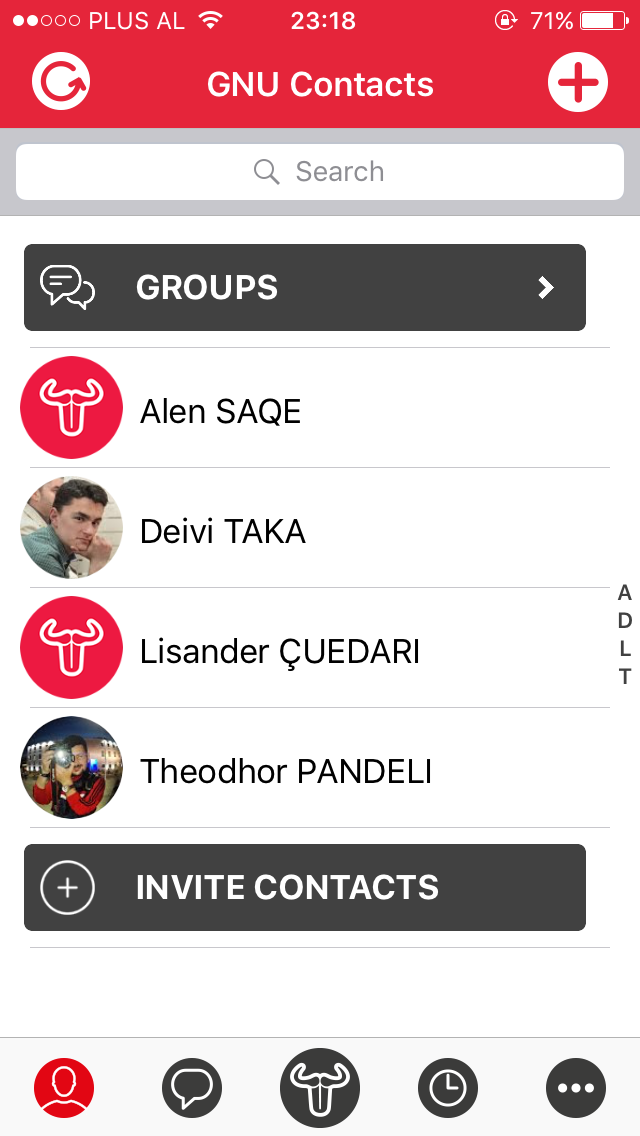 PLUS AL 23:18 71%
GNU Contacts
Search
GROUPS
Alen SAQE
Deivi TAKA
Lisander ÇUEDARI
Theodhor PANDELI
A
D
L
T
INVITE CONTACTS